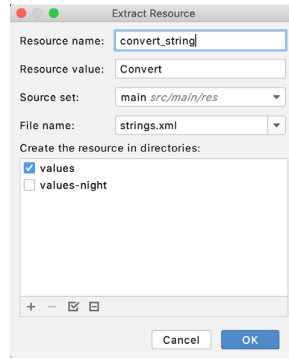 Extract Resource
Resource name: convert_string
Resource value: Convert
Source set: main src/main/res
File name: strings.xml
Create the resource in directories:
values
values-night
Cancel OK